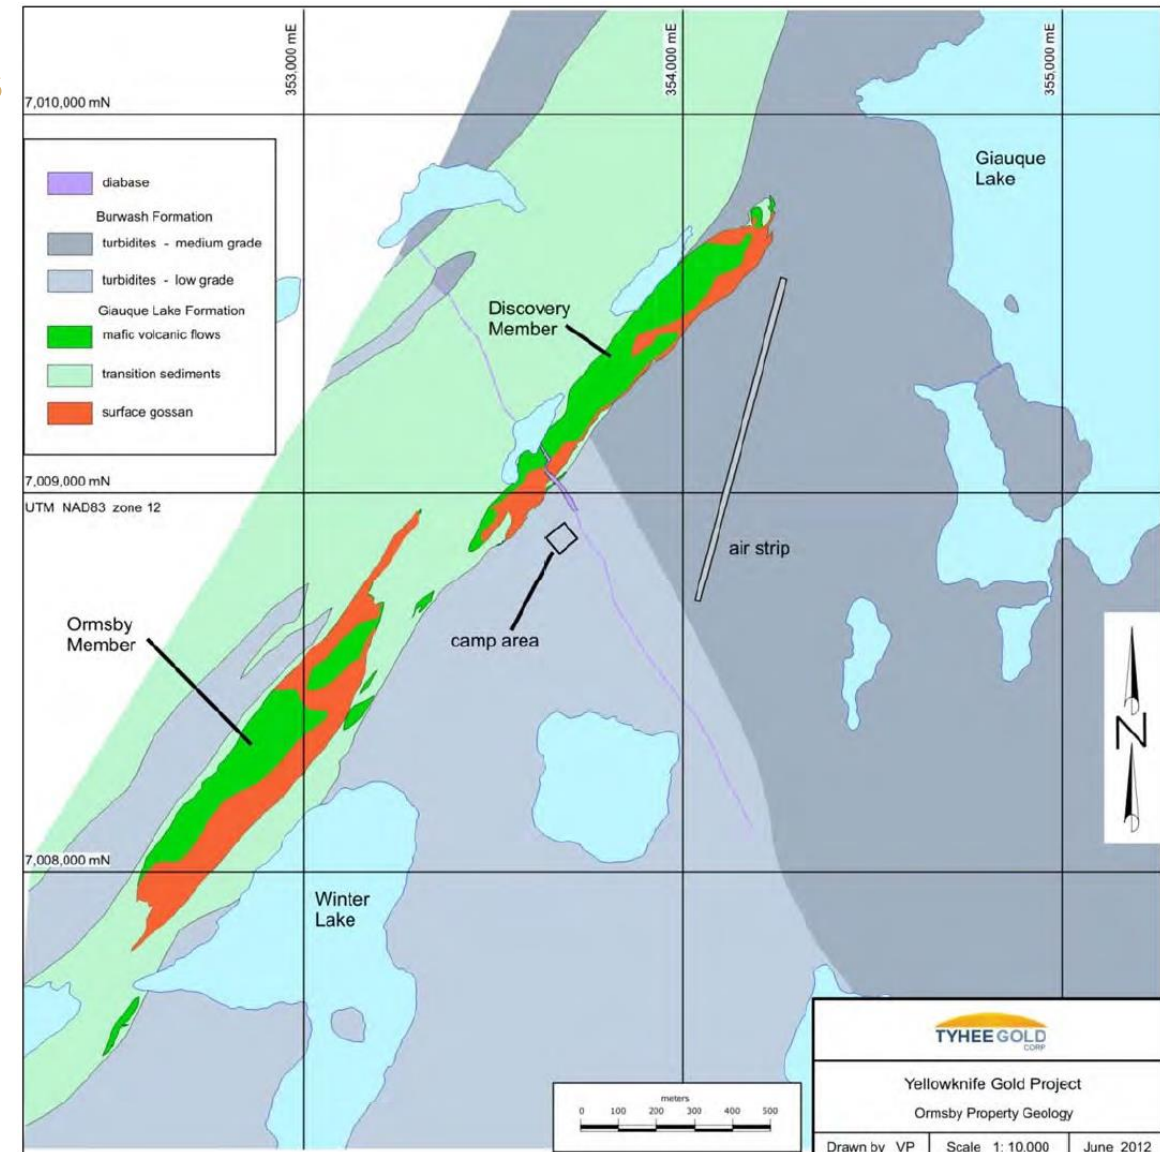 353,000 mE
354,000 mE
355,000 mE
7,010,000 mN
diabase
Burwash Formation
turbidites - medium grade
turbidites - low grade
Giauque Lake Formation
mafic volcanic flows
transition sediments
surface gossan
Giauque
Lake
Discovery
Member
7,009,000 mN
UTM NAD83 zone 12
air strip
camp area
Ormsby
Member
N
7,008,000 mN
Winter
Lake
meters
0 100 200 300 400 500
TYHEE GOLD
CORP
Yellowknife Gold Project
Ormsby Property Geology
Drawn by VP
Scale 1: 10,000
June 2012